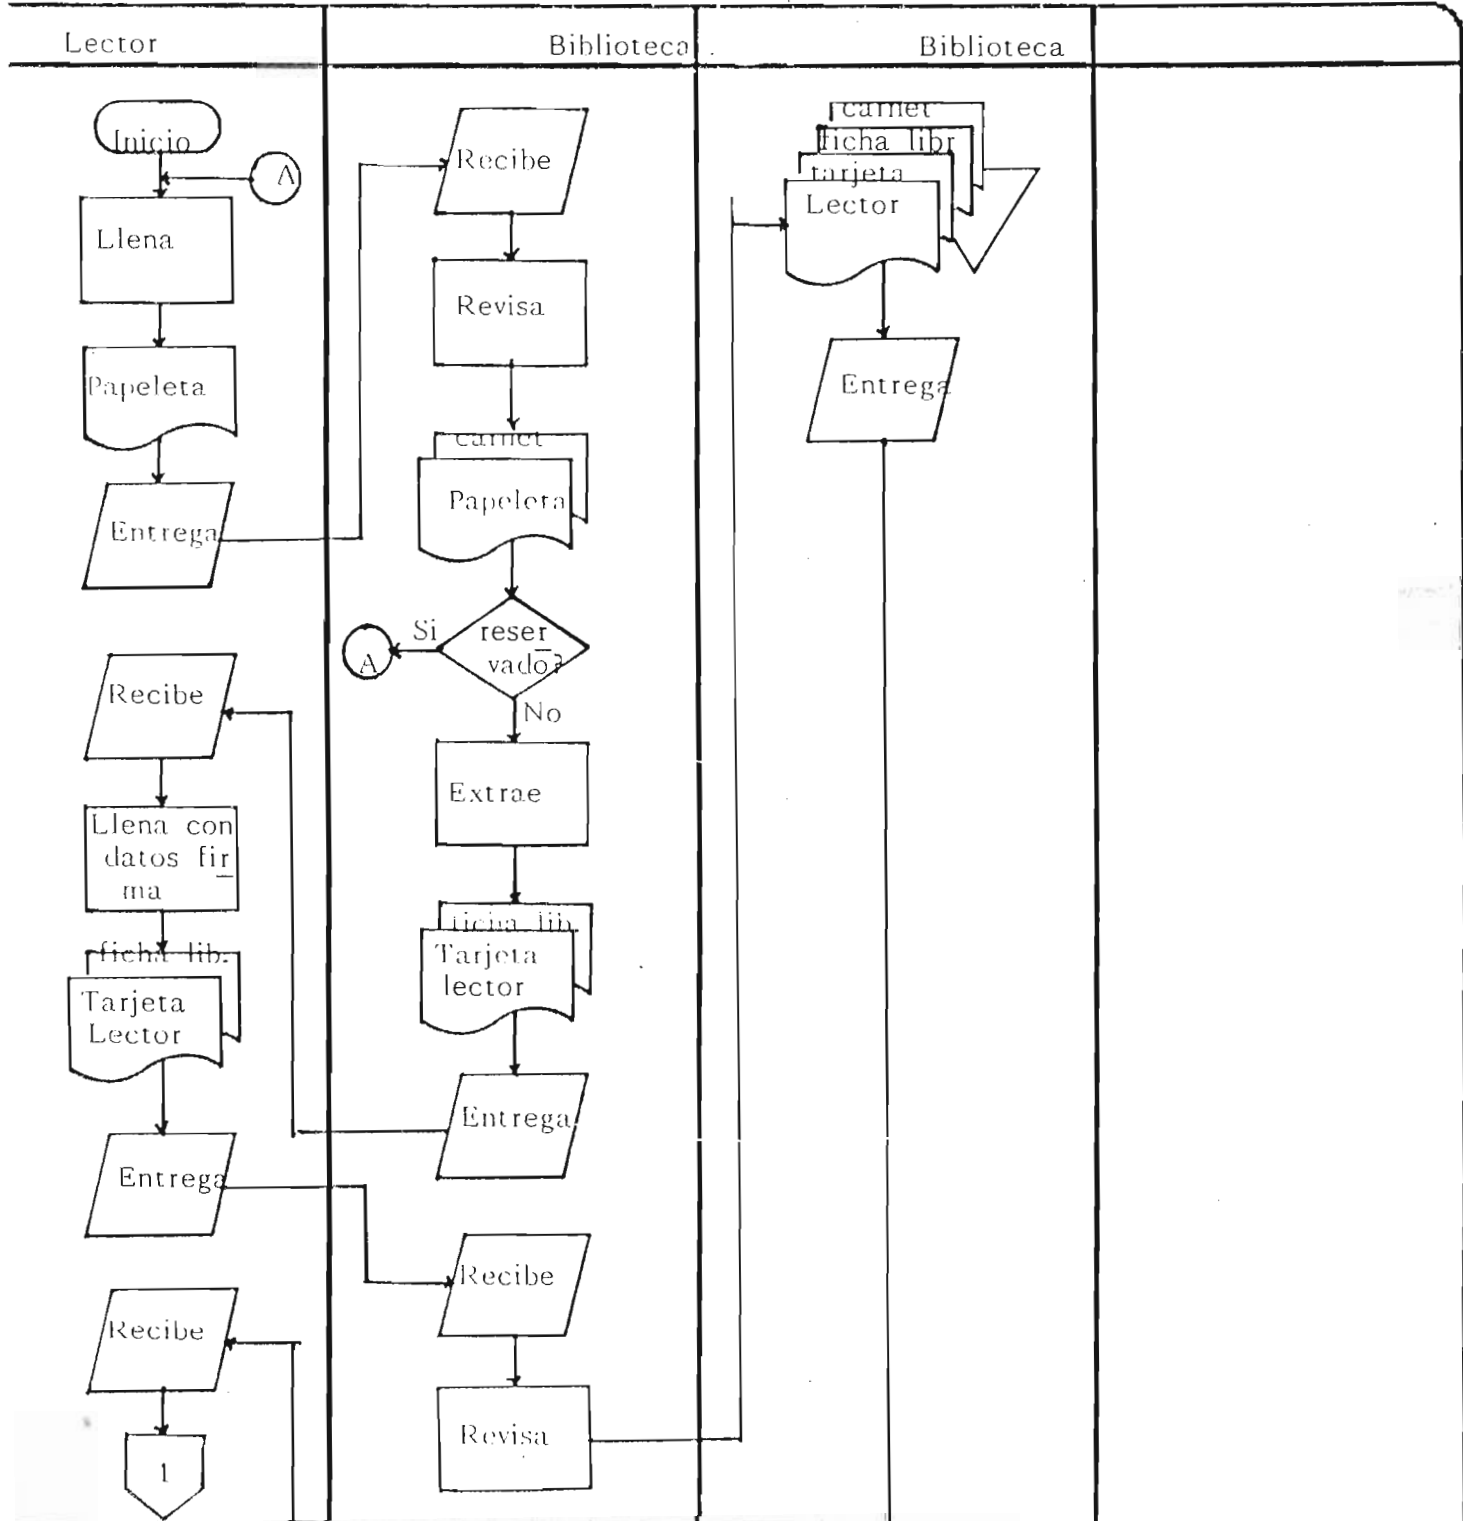 Lector
Biblioteca
Biblioteca
Inicio
A
Llena
Papeleta
Entrega
Recibe
Llena con
datos fir
ma
ficha lib.
Tarjeta
Lector
Entrega
Recibe
1
Recibe
Revisa
carnet
Papeleta
reser
vado?
Si
A
No
Extrae
ficha lib.
Tarjeta
lector
Entrega
Recibe
Revisa
carnet
ficha libr
tarjeta
Lector
Entrega